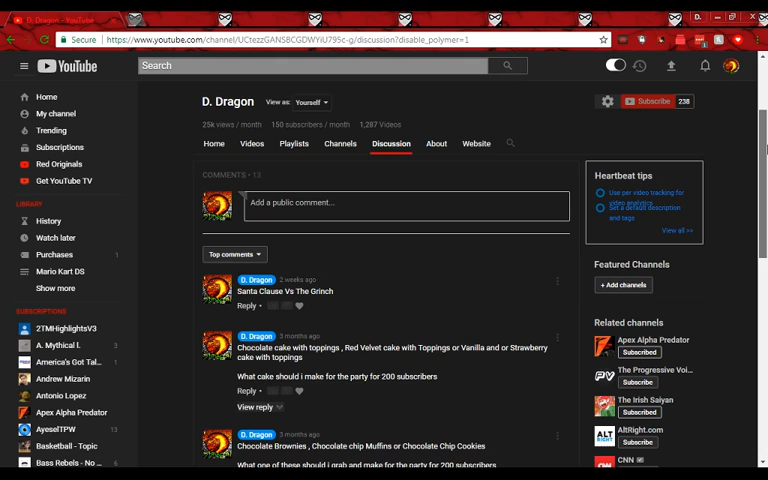 D. Dragon - YouTube
D.
Secure
https://www.youtube.com/channel/UCtezzGANS8CGDWYiU795c-g/discussion?disable_polymer=1
YouTube
Search
Home
My channel
Trending
Subscriptions
Red Originals
Get YouTube TV
LIBRARY
History
Watch later
Purchases 1
Mario Kart DS
Show more
SUBSCRIPTIONS
2TMHighlightsV3
A. Mythical I. 3
America's Got Tal... 1
Andrew Mizarin
Antonio Lopez
Apex Alpha Predator
AyeselTPW 13
Basketball - Topic
Bass Rebels - No ... 6
D. Dragon
View as: Yourself
Subscribe 238
25k views / month 150 subscribers / month 1,287 Videos
Home Videos Playlists Channels Discussion About Website
COMMENTS • 13
Add a public comment...
Top comments
D. Dragon 2 weeks ago
Santa Clause Vs The Grinch
Reply •
D. Dragon 3 months ago
Chocolate cake with toppings , Red Velvet cake with Toppings or Vanilla and or Strawberry
cake with toppings
What cake should i make for the party for 200 subscribers
Reply •
View reply
D. Dragon 3 months ago
Chocolate Brownies , Chocolate chip Muffins or Chocolate Chip Cookies
What one of these should i grab and make for the party for 200 subscribers
Heartbeat tips
Use per video tracking for
video analytics
Set a default description
and tags
View all >>
Featured Channels
+ Add channels
Related channels
Apex Alpha Predator
Subscribed
The Progressive Voi...
Subscribe
The Irish Saiyan
Subscribed
ALT
RIGHT
AltRight.com
Subscribe
CNN
CNN